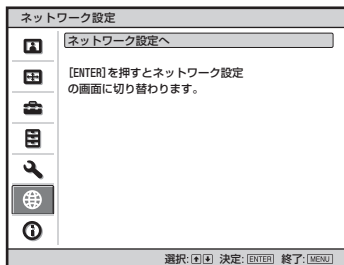 ネットワーク設定
ネットワーク設定へ
[ENTER]を押すとネットワーク設定
の画面に切り替わります。
選択:↑↓ 決定:ENTER 終了:MENU